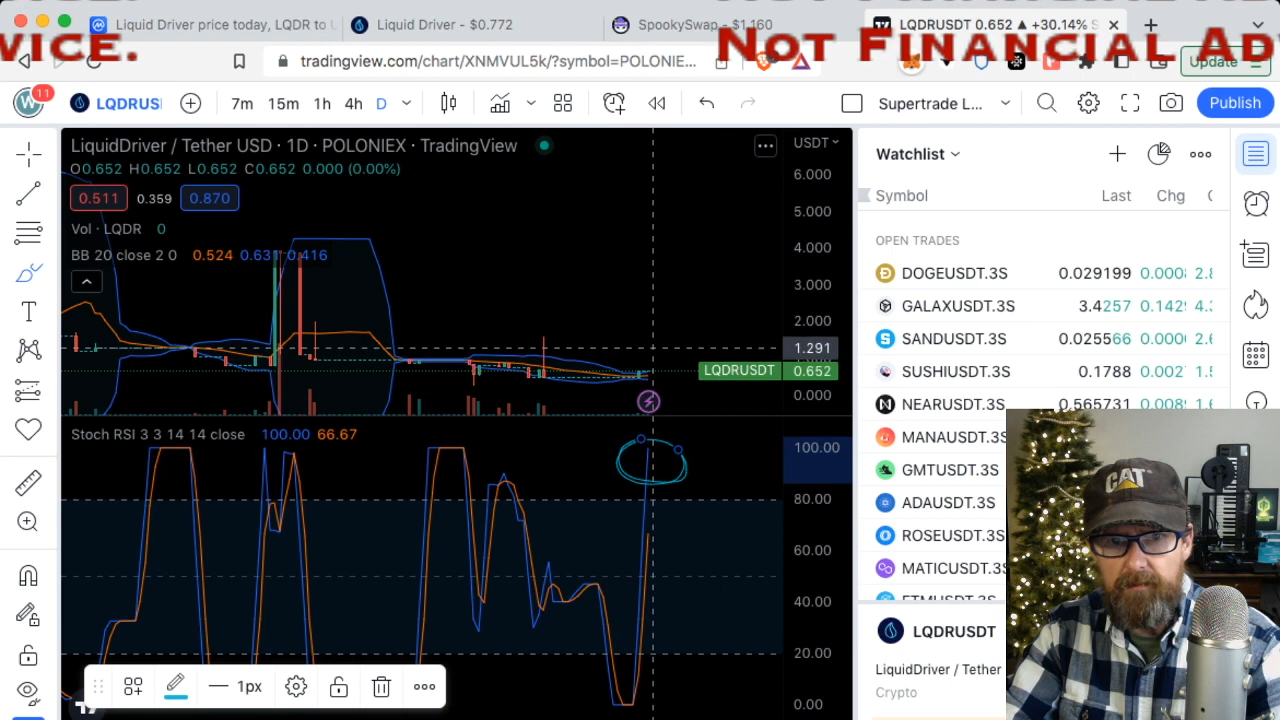 Liquid Driver price today, LQDR to U
Liquid Driver - $0.772
SpookySwap - $1,160
LQDRUSDT 0.652 ▲ +30.14% S
VICE.
NOT FINANCIAL AD
tradingview.com/chart/XNMVUL5k/?symbol=POLONIE...
Update
W
11
LQDRUSI
7m
15m
1h
4h
D
Supertrade L...
Publish
LiquidDriver / Tether USD · 1D · POLONIEX · TradingView
USDT
O0.652 H0.652 L0.652 C0.652 0.000 (0.00%)
0.511
0.359
0.870
Vol · LQDR 0
BB 20 close 2 0 0.524 0.631 0.416
6.000
5.000
4.000
3.000
2.000
1.291
LQDRUSDT 0.652
0.000
Stoch RSI 3 3 14 14 close 100.00 66.67
100.00
80.00
60.00
40.00
20.00
0.00
T
1px
Watchlist
Symbol Last Chg
OPEN TRADES
DOGEUSDT.3S 0.029199
GALAXUSDT.3S 3.4257
SANDUSDT.3S 0.025566
SUSHIUSDT.3S 0.1788
NEARUSDT.3S 0.565731
MANAUSDT.3S
GMTUSDT.3S
ADAUSDT.3S
ROSEUSDT.3S
MATICUSDT.3S
LQDRUSDT
LiquidDriver / Tether
Crypto
CAT